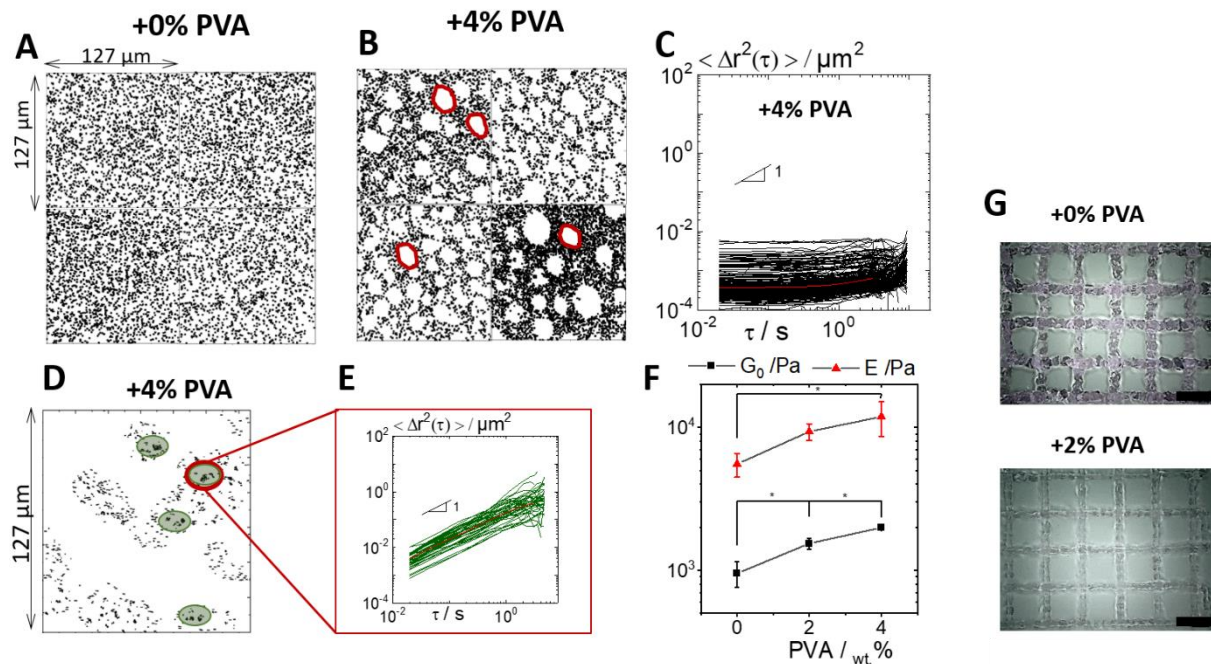 +0% PVA
A
127 µm
127 µm
+4% PVA
B
C
< Δr²(τ) > / µm²
+4% PVA
10²
10⁰
10⁻²
10⁻⁴
1
10⁻² 10⁰
τ / s
D
+4% PVA
127 µm
E
< Δr²(τ) > / µm²
10²
10⁰
10⁻²
10⁻⁴
1
10⁻² 10⁰
τ / s
F
G₀ /Pa E /Pa
*
* *
10⁴
10³
0 2 4
PVA / wt.%
G
+0% PVA
+2% PVA